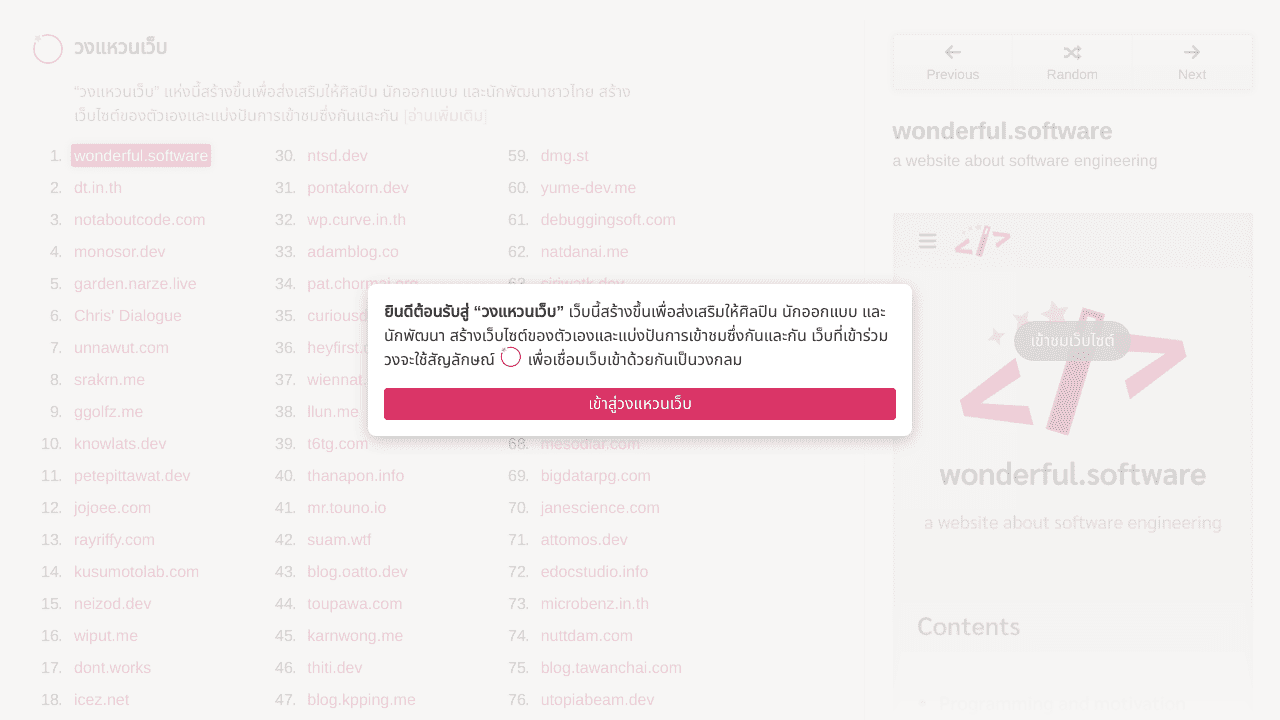 วงแหวนเว็บ
“วงแหวนเว็บ” แห่งนี้สร้างขึ้นเพื่อส่งเสริมให้ศิลปิน นักออกแบบ และนักพัฒนาชาวไทย สร้าง
เว็บไซต์ของตัวเองและแบ่งปันการเข้าชมซึ่งกันและกัน [อ่านเพิ่มเติม]
1. wonderful.software
2. dt.in.th
3. notaboutcode.com
4. monosor.dev
5. garden.narze.live
6. Chris' Dialogue
7. unnawut.com
8. srakrn.me
9. ggolfz.me
10. knowlats.dev
11. petepittawat.dev
12. jojoee.com
13. rayriffy.com
14. kusumotolab.com
15. neizod.dev
16. wiput.me
17. dont.works
18. icez.net
30. ntsd.dev
31. pontakorn.dev
32. wp.curve.in.th
33. adamblog.co
34. pat.chormai.org
35.
36.
37.
38. llun.me
39. t6tg.com
40. thanapon.info
41. mr.touno.io
42. suam.wtf
43. blog.oatto.dev
44. toupawa.com
45. karnwong.me
46. thiti.dev
47. blog.kpping.me
59. dmg.st
60. yume-dev.me
61. debuggingsoft.com
62. natdanai.me
63. siriwatk.dev
68. mesodiar.com
69. bigdatarpg.com
70. janescience.com
71. attomos.dev
72. edocstudio.info
73. microbenz.in.th
74. nuttdam.com
75. blog.tawanchai.com
76. utopiabeam.dev
ยินดีต้อนรับสู่ “วงแหวนเว็บ” เว็บนี้สร้างขึ้นเพื่อส่งเสริมให้ศิลปิน นักออกแบบ และ
นักพัฒนา สร้างเว็บไซต์ของตัวเองและแบ่งปันการเข้าชมซึ่งกันและกัน เว็บที่เข้าร่วม
วงจะใช้สัญลักษณ์ เพื่อเชื่อมเว็บเข้าด้วยกันเป็นวงกลม
เข้าสู่วงแหวนเว็บ
Previous
Random
Next
wonderful.software
a website about software engineering
เข้าชมเว็บไซต์
wonderful.software
a website about software engineering
Contents